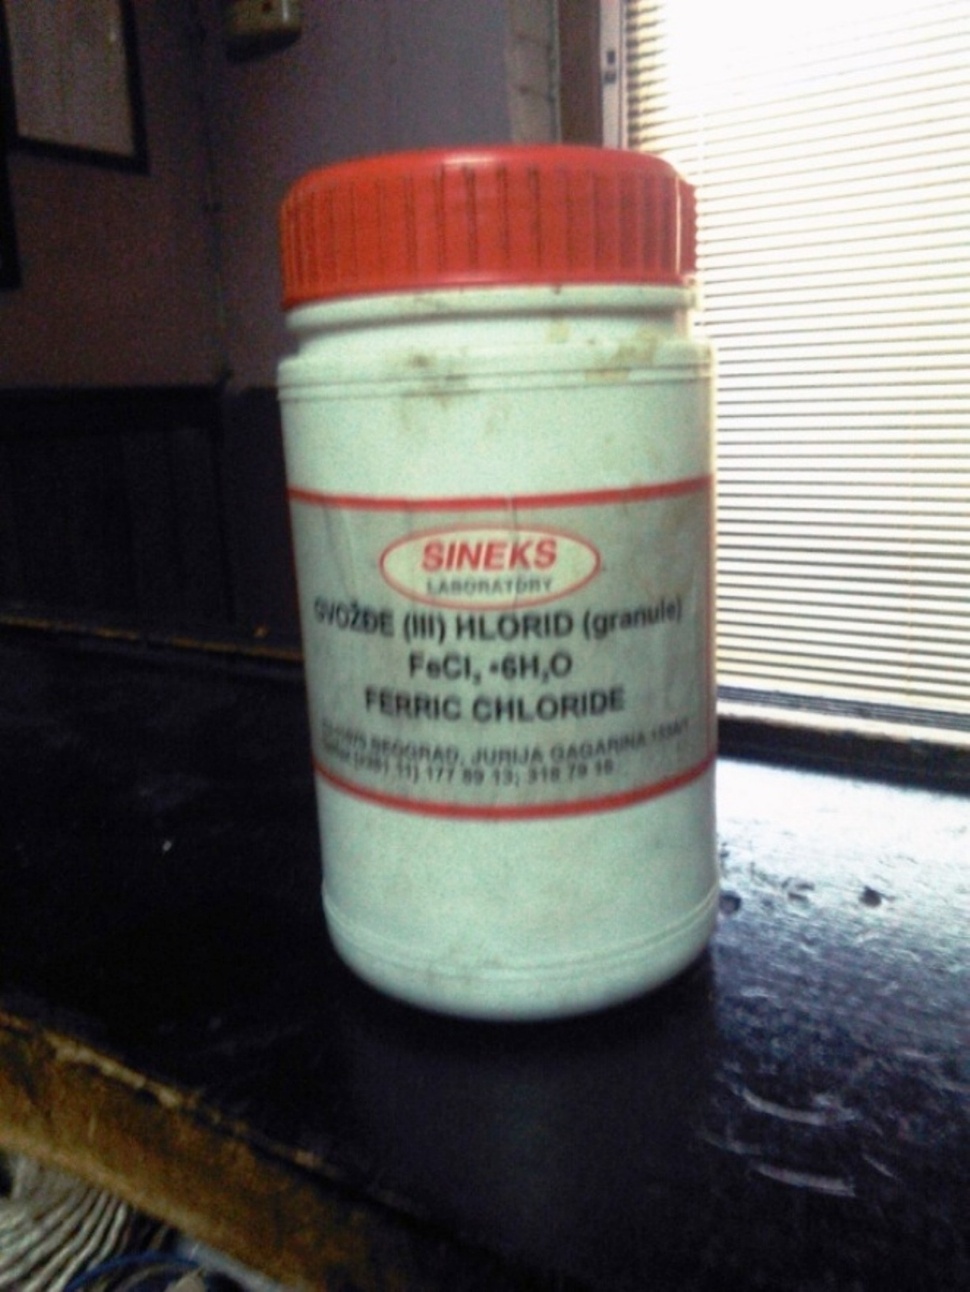 SINEKS
LABORATORY
GVOŽĐE (III) HLORID (granule)
FeCl₃ •6H₂O
FERRIC CHLORIDE
BEOGRAD, JURIJA GAGARINA
11) 177 89 13; 318 79 16